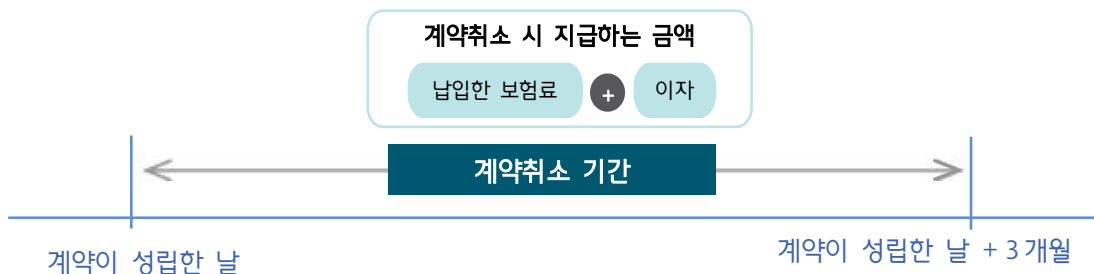 계약취소 시 지급하는 금액
납입한 보험료 + 이자
계약취소 기간
계약이 성립한 날
계약이 성립한 날 + 3개월